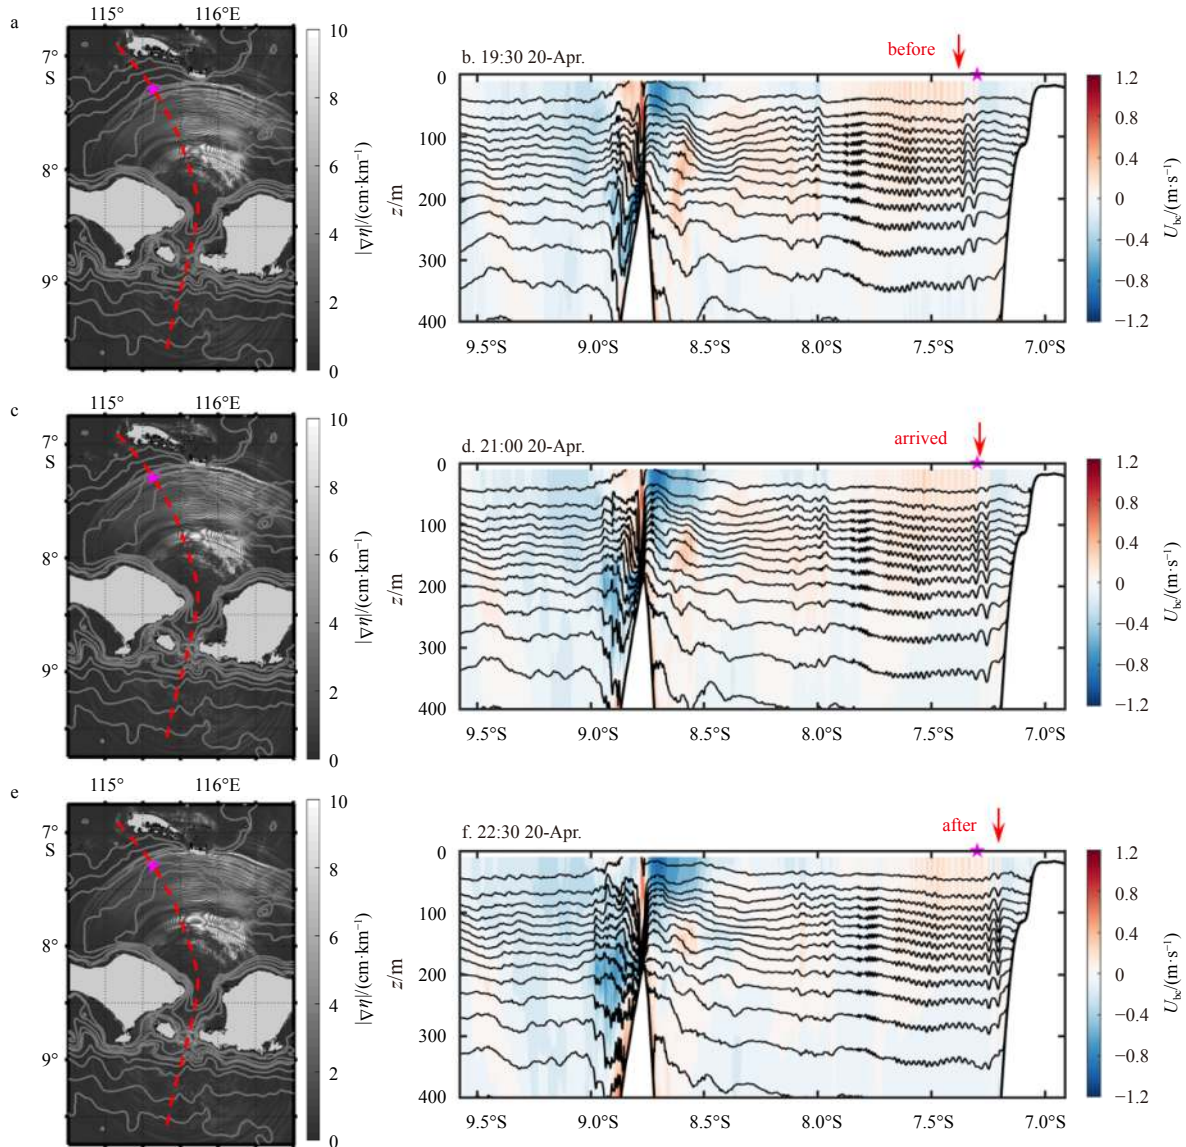 a
115° 116°E
7°
S
8°
9°
10
8
6
4
2
0
|∇η|/(cm·km⁻¹)
b. 19:30 20-Apr.
before
0
100
200
300
400
z/m
9.5°S 9.0°S 8.5°S 8.0°S 7.5°S 7.0°S
1.2
0.8
0.4
0
−0.4
−0.8
−1.2
U_bc/(m·s⁻¹)
c
115° 116°E
7°
S
8°
9°
10
8
6
4
2
0
|∇η|/(cm·km⁻¹)
d. 21:00 20-Apr.
arrived
0
100
200
300
400
z/m
9.5°S 9.0°S 8.5°S 8.0°S 7.5°S 7.0°S
1.2
0.8
0.4
0
−0.4
−0.8
−1.2
U_bc/(m·s⁻¹)
e
115° 116°E
7°
S
8°
9°
10
8
6
4
2
0
|∇η|/(cm·km⁻¹)
f. 22:30 20-Apr.
after
0
100
200
300
400
z/m
9.5°S 9.0°S 8.5°S 8.0°S 7.5°S 7.0°S
1.2
0.8
0.4
0
−0.4
−0.8
−1.2
U_bc/(m·s⁻¹)